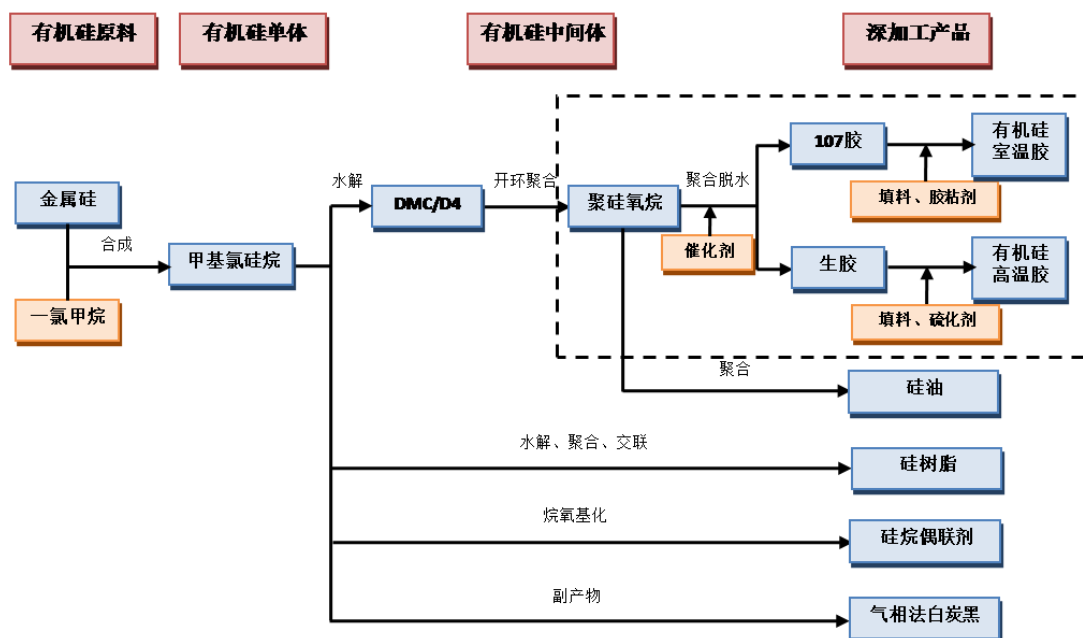 有机硅原料
有机硅单体
有机硅中间体
深加工产品
金属硅
一氯甲烷
合成
甲基氯硅烷
水解
DMC/D4
开环聚合
聚硅氧烷
聚合脱水
催化剂
107胶
填料、胶粘剂
有机硅
室温胶
生胶
填料、硫化剂
有机硅
高温胶
聚合
硅油
水解、聚合、交联
硅树脂
烷氧基化
硅烷偶联剂
副产物
气相法白炭黑